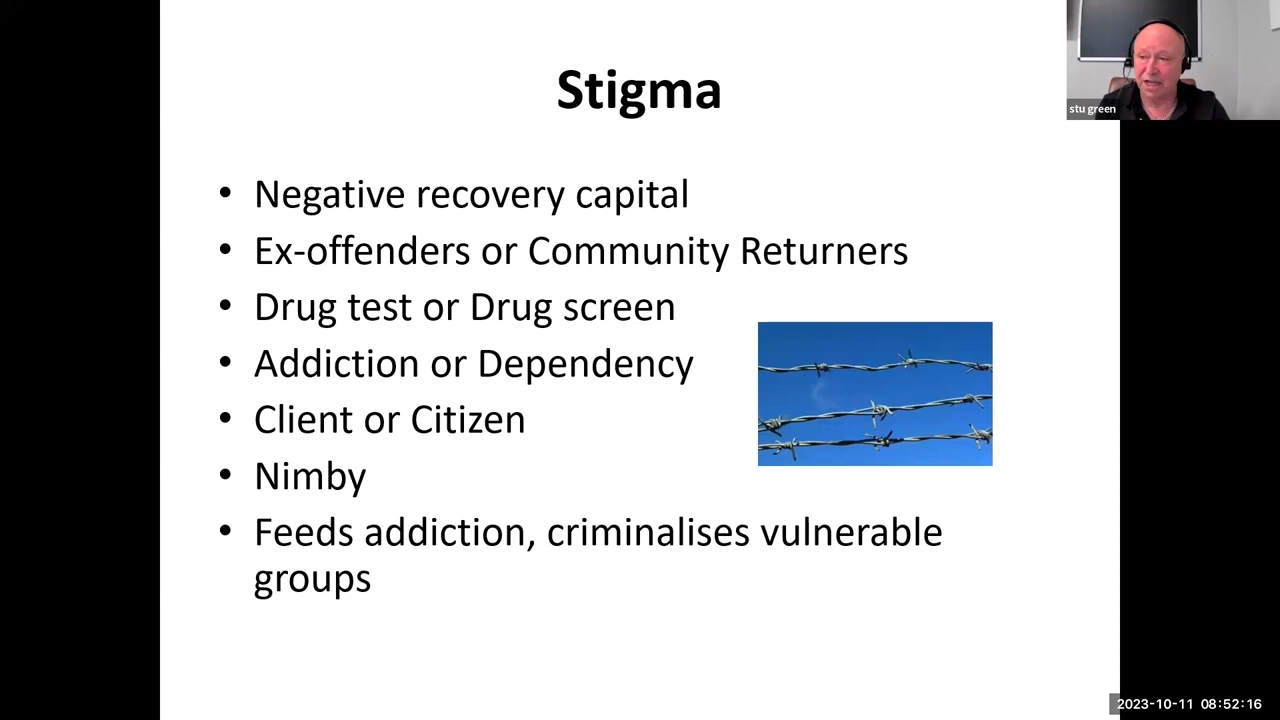 Stigma
stu green
• Negative recovery capital
• Ex-offenders or Community Returners
• Drug test or Drug screen
• Addiction or Dependency
• Client or Citizen
• Nimby
• Feeds addiction, criminalises vulnerable
groups
2023-10-11 08:52:16